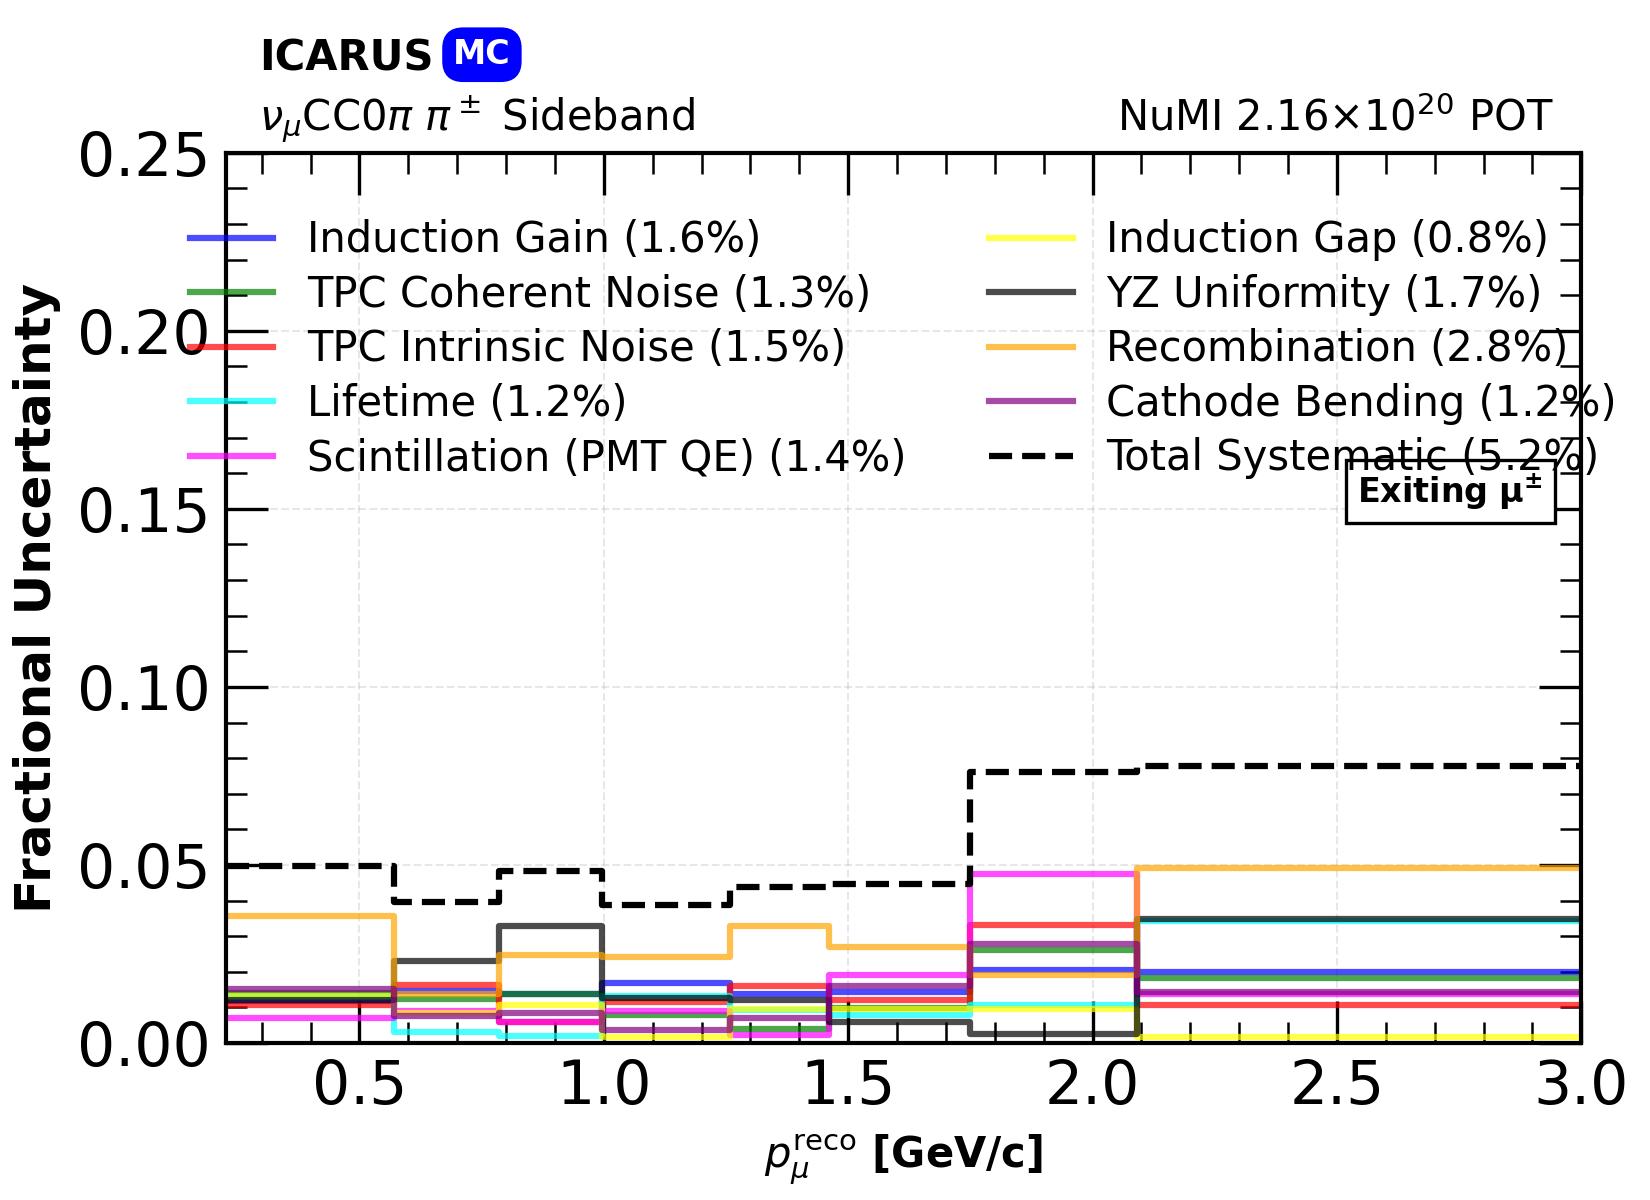 ICARUS MC
νμCC0π π± Sideband
NuMI 2.16×10²⁰ POT
Induction Gain (1.6%)
TPC Coherent Noise (1.3%)
TPC Intrinsic Noise (1.5%)
Lifetime (1.2%)
Scintillation (PMT QE) (1.4%)
Induction Gap (0.8%)
YZ Uniformity (1.7%)
Recombination (2.8%)
Cathode Bending (1.2%)
Total Systematic (5.2%)
Exiting μ±
Fractional Uncertainty
0.25
0.20
0.15
0.10
0.05
0.00
0.5 1.0 1.5 2.0 2.5 3.0
pμ^reco [GeV/c]